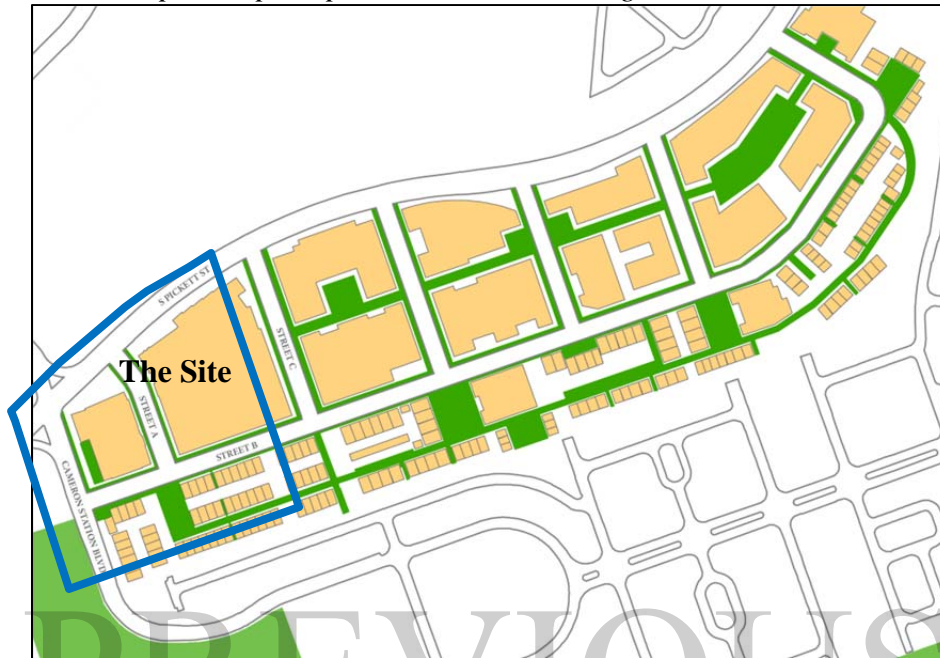 S PICKETT ST
The Site
STREET C
STREET A
STREET B
CAMERON STATION BLVD
PREVIOUS